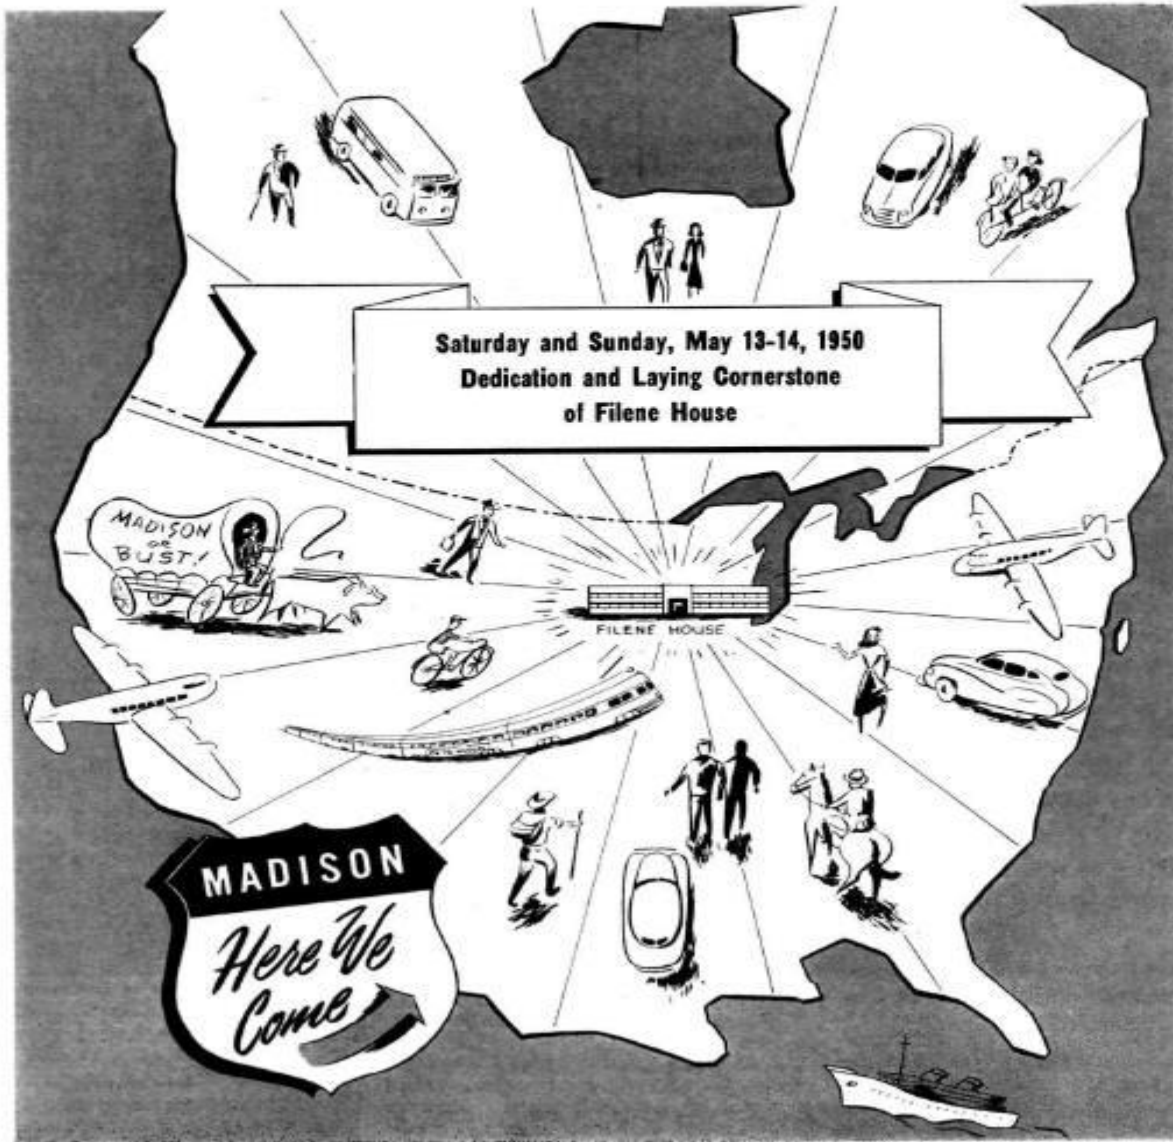 Saturday and Sunday, May 13-14, 1950
Dedication and Laying Cornerstone
of Filene House
MADISON
OR
BUST!
FILENE HOUSE
MADISON
Here We
Come